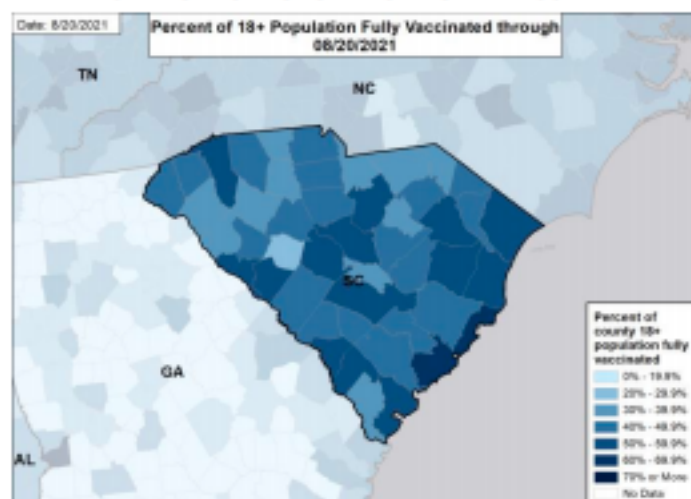 Date: 8/20/2021
Percent of 18+ Population Fully Vaccinated through
08/20/2021
TN
NC
SC
GA
AL
Percent of
county 18+
population fully
vaccinated
0% - 19.9%
20% - 29.9%
30% - 39.9%
40% - 49.9%
50% - 59.9%
60% - 69.9%
70% or More
No Data